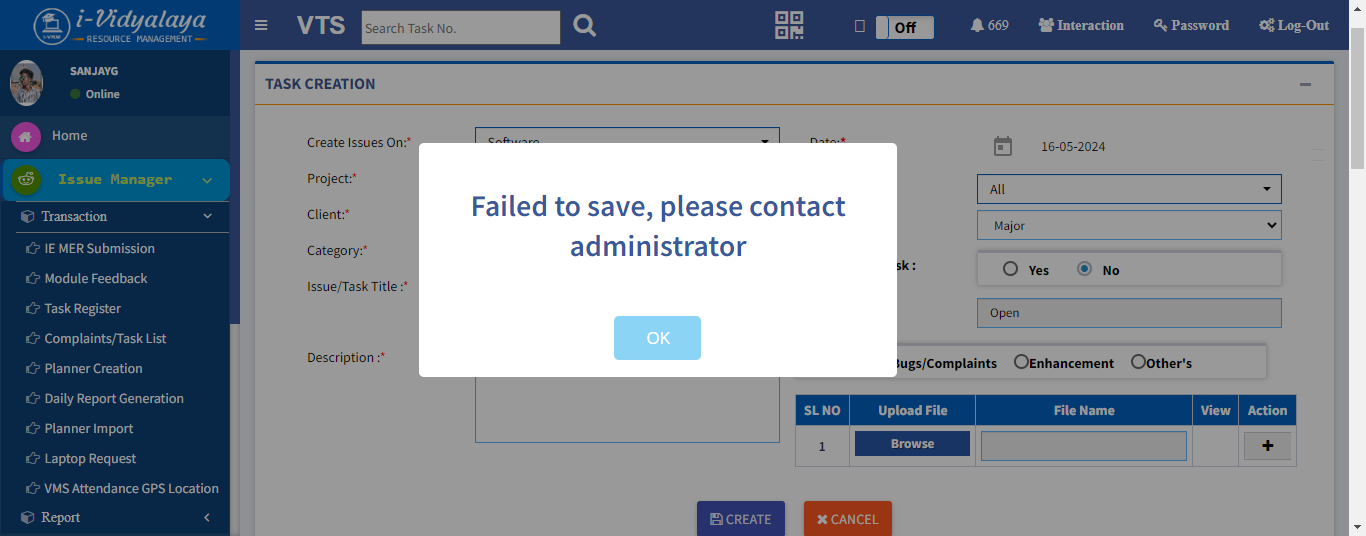 i-Vidyalaya
RESOURCE MANAGEMENT
VTS
Search Task No.
Off
669
Interaction
Password
Log-Out
SANJAYG
Online
Home
Issue Manager
Transaction
IE MER Submission
Module Feedback
Task Register
Complaints/Task List
Planner Creation
Daily Report Generation
Planner Import
Laptop Request
VMS Attendance GPS Location
Report
TASK CREATION
Create Issues On:*
Software
Date:*
16-05-2024
Project:*
All
Client:*
Major
Category:*
sk :
Yes
No
Issue/Task Title :*
Open
Failed to save, please contact
administrator
OK
Description :*
Bugs/Complaints
Enhancement
Other's
SL NO
Upload File
File Name
View
Action
1
Browse
CREATE
CANCEL